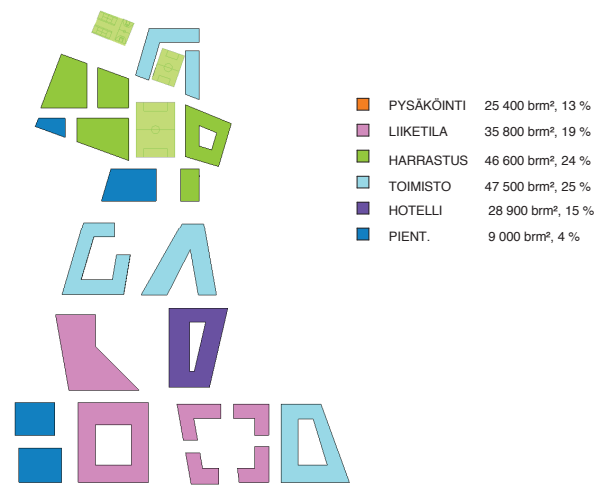 PYSÄKÖINTI 25 400 brm², 13 %
LIIKETILA 35 800 brm², 19 %
HARRASTUS 46 600 brm², 24 %
TOIMISTO 47 500 brm², 25 %
HOTELLI 28 900 brm², 15 %
PIENT. 9 000 brm², 4 %